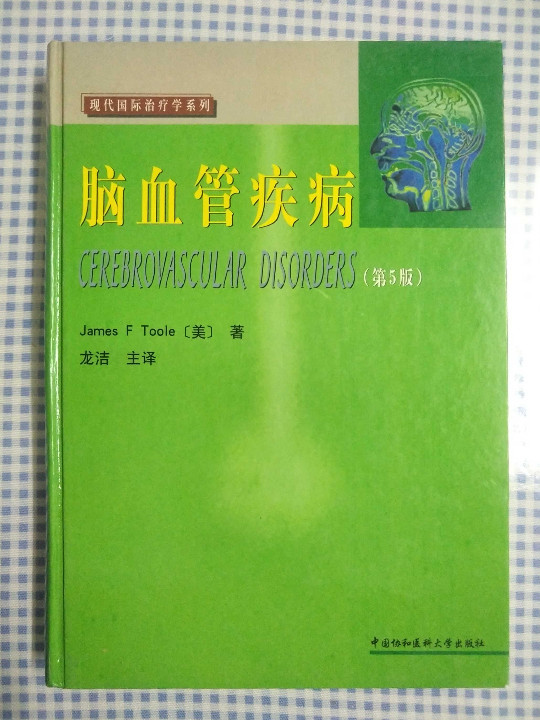 现代国际治疗学系列
脑血管疾病
CEREBROVASCULAR DISORDERS (第5版)
James F Toole〔美〕 著
龙洁 主译
中国协和医科大学出版社